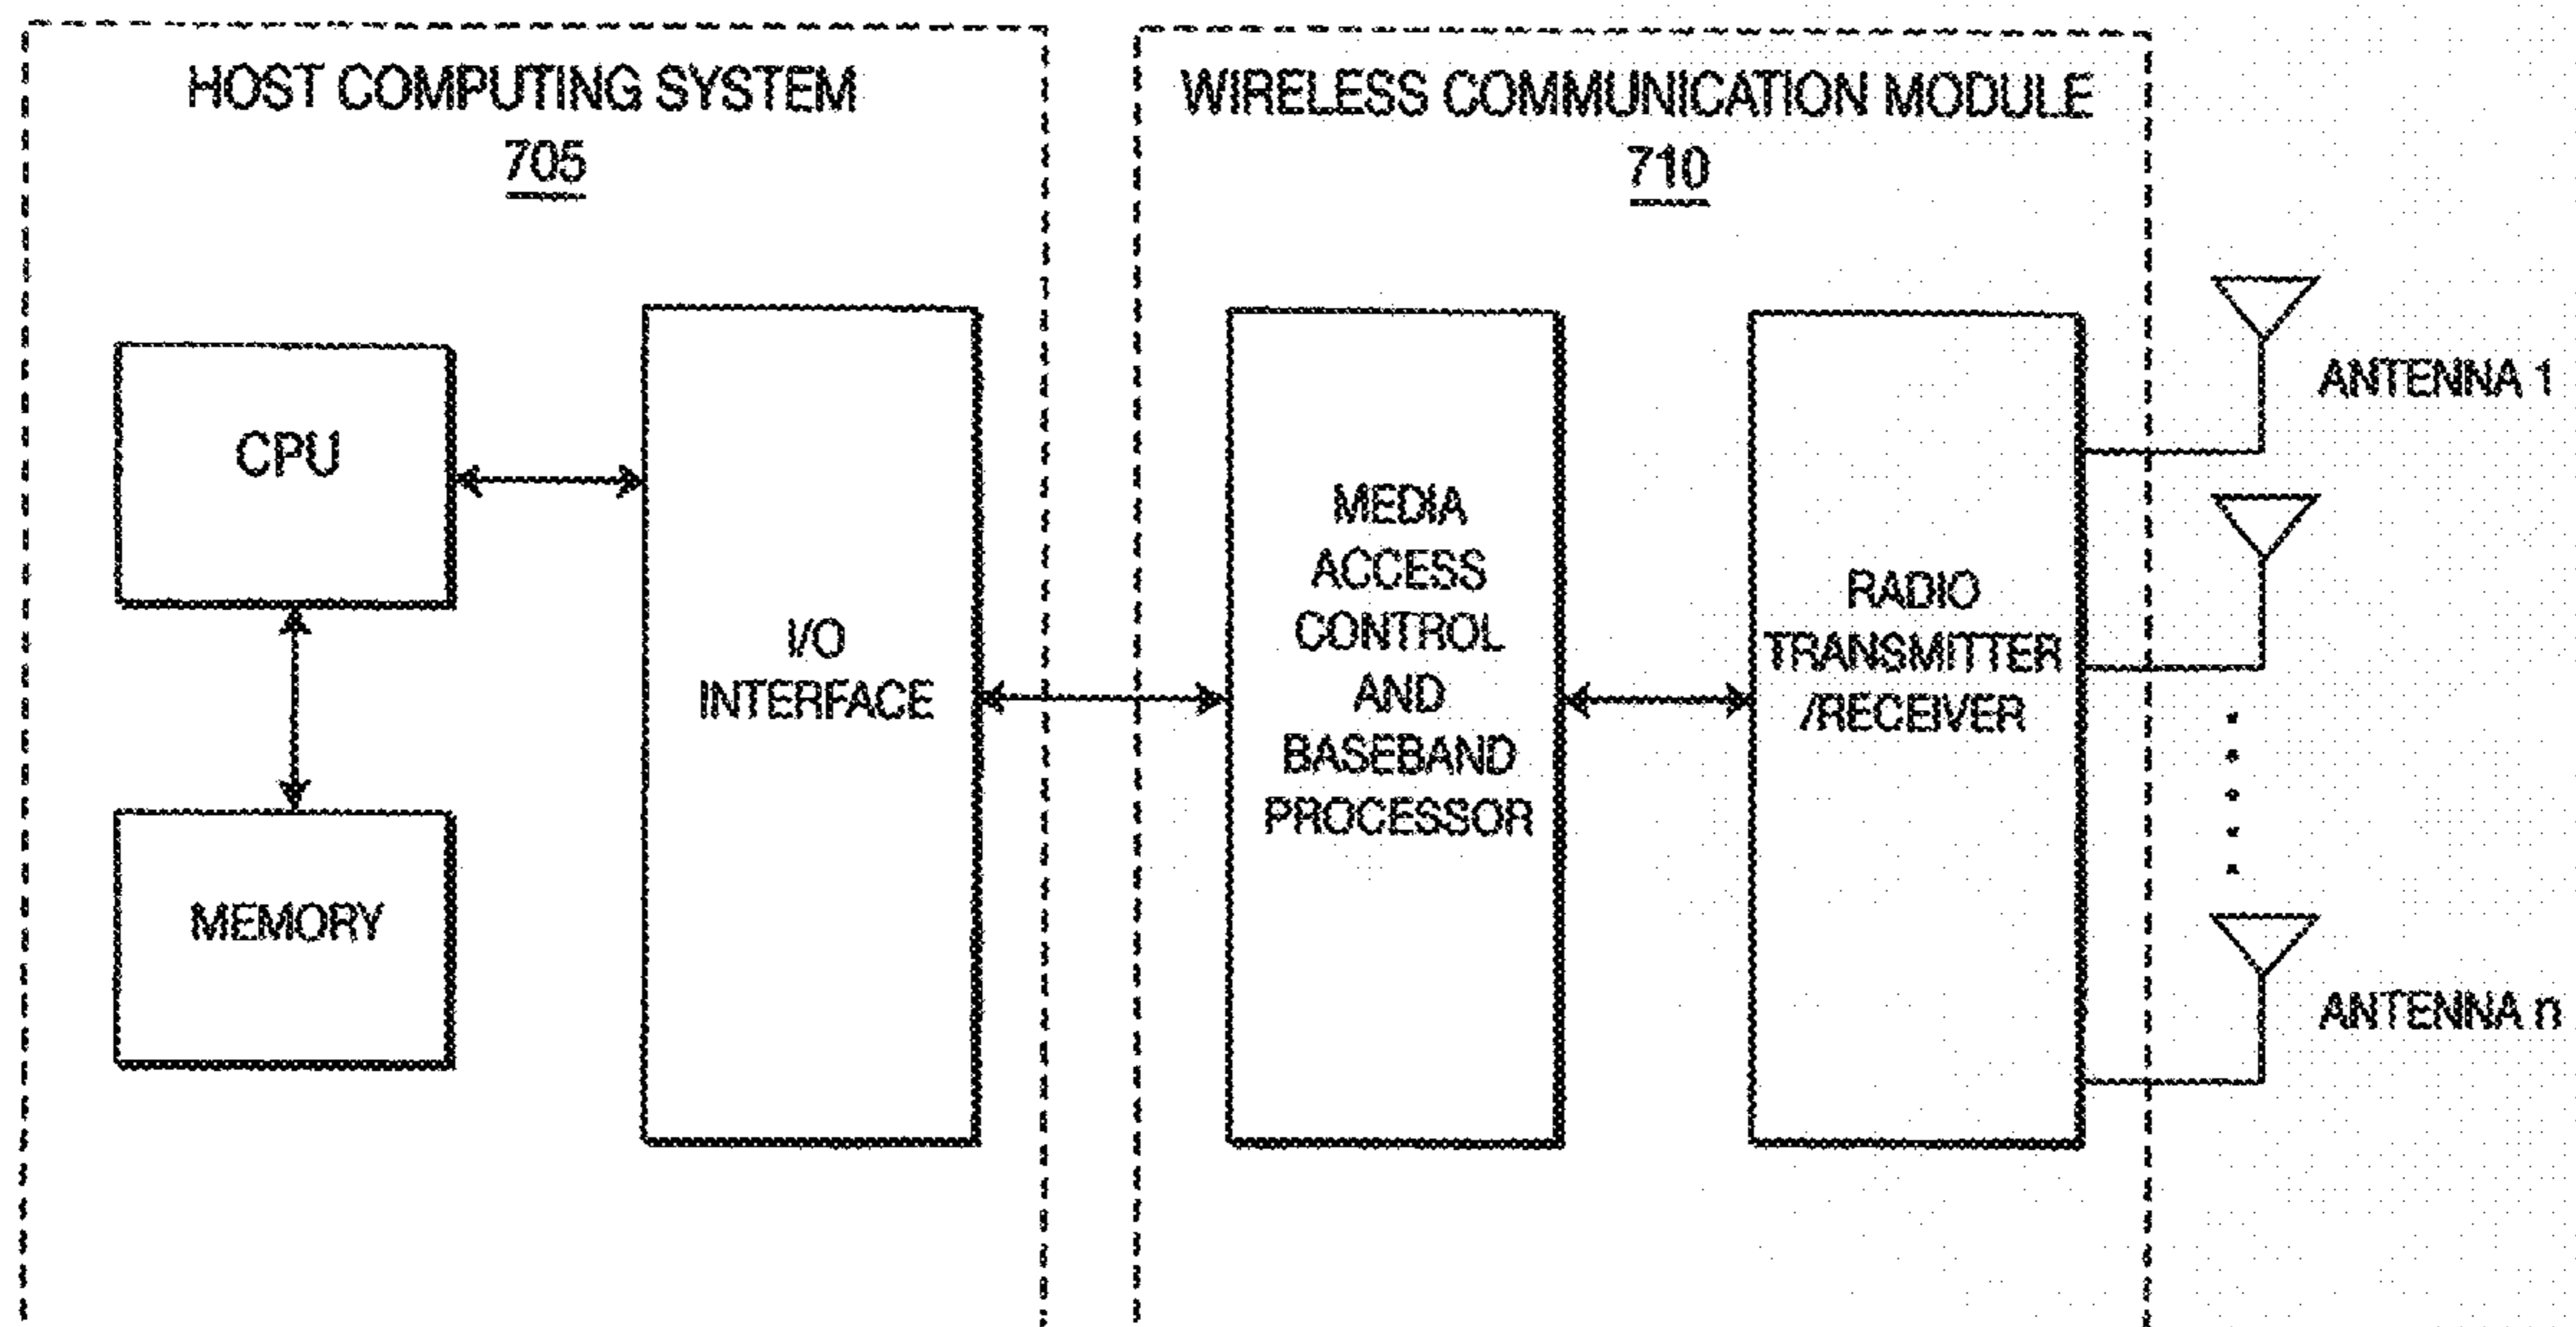 HOST COMPUTING SYSTEM
705
CPU
MEMORY
I/O
INTERFACE
WIRELESS COMMUNICATION MODULE
710
MEDIA
ACCESS
CONTROL
AND
BASEBAND
PROCESSOR
RADIO
TRANSMITTER
/RECEIVER
ANTENNA 1
ANTENNA n